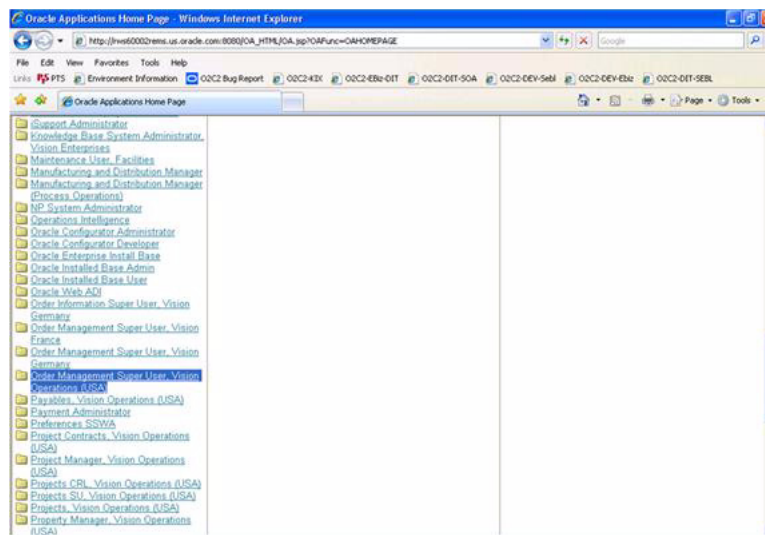 Oracle Applications Home Page - Windows Internet Explorer
http://rws60002rems.us.oracle.com:8080/OA_HTML/OA.jsp?OAFunc=OAHOMEPAGE
Google
File Edit View Favorites Tools Help
Links PTS Environment Information O2C2 Bug Report O2C2-KIX O2C2-EBiz-DIT O2C2-DIT-SOA O2C2-DEV-Sebl O2C2-DEV-Ebiz O2C2-DIT-SEBL
Oracle Applications Home Page
Page Tools
iSupport Administrator
Knowledge Base System Administrator,
Vision Enterprises
Maintenance User, Facilities
Manufacturing and Distribution Manager
Manufacturing and Distribution Manager
(Process Operations)
NP System Administrator
Operations Intelligence
Oracle Configurator Administrator
Oracle Configurator Developer
Oracle Enterprise Install Base
Oracle Installed Base Admin
Oracle Installed Base User
Oracle Web ADI
Order Information Super User, Vision
Germany
Order Management Super User, Vision
France
Order Management Super User, Vision
Germany
Order Management Super User, Vision
Operations (USA)
Payables, Vision Operations (USA)
Payment Administrator
Preferences SSWA
Project Contracts, Vision Operations
(USA)
Project Manager, Vision Operations
(USA)
Projects CRL, Vision Operations (USA)
Projects SU, Vision Operations (USA)
Projects, Vision Operations (USA)
Property Manager, Vision Operations
(USA)